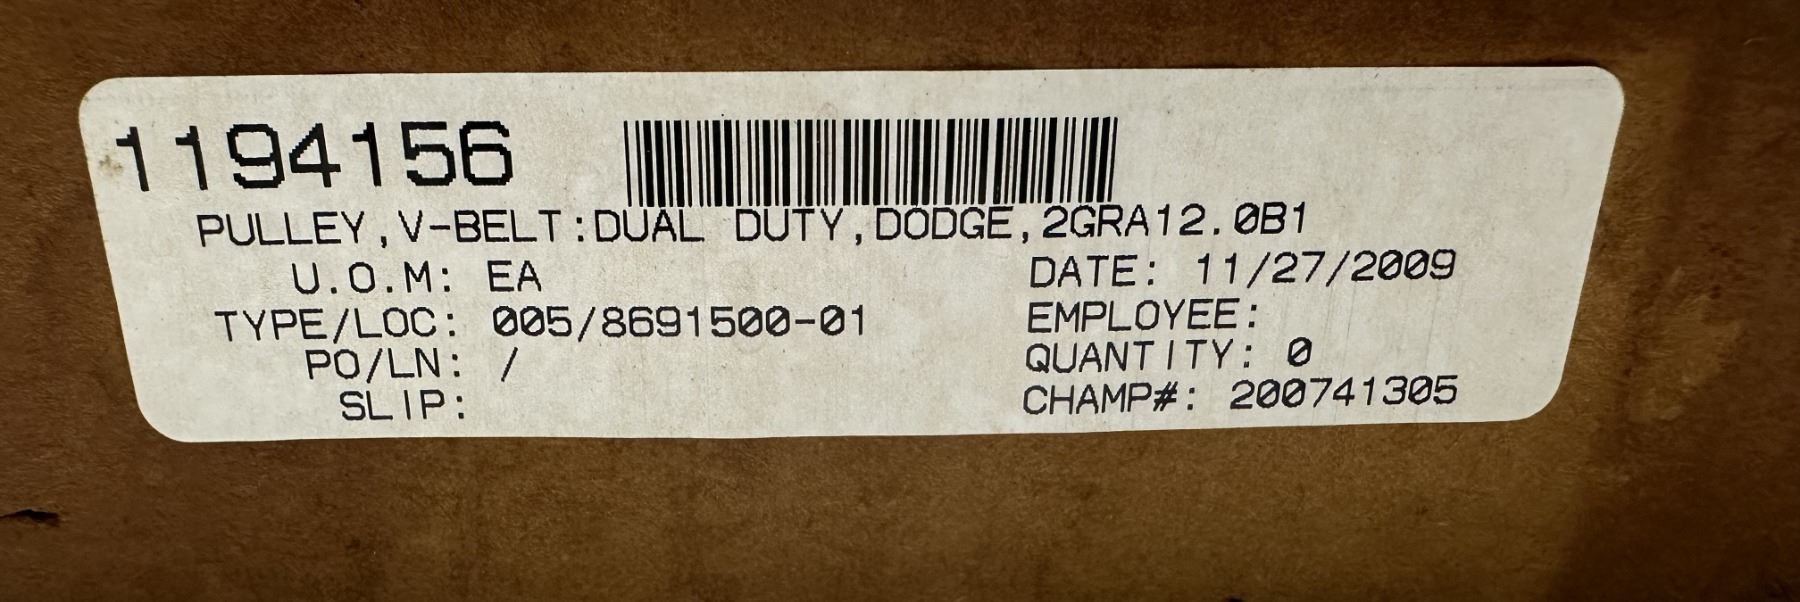 1194156
PULLEY,V-BELT:DUAL DUTY,DODGE,2GRA12.0B1
U.O.M: EA
DATE: 11/27/2009
TYPE/LOC: 005/8691500-01
EMPLOYEE:
PO/LN: /
QUANTITY: 0
SLIP:
CHAMP#: 200741305